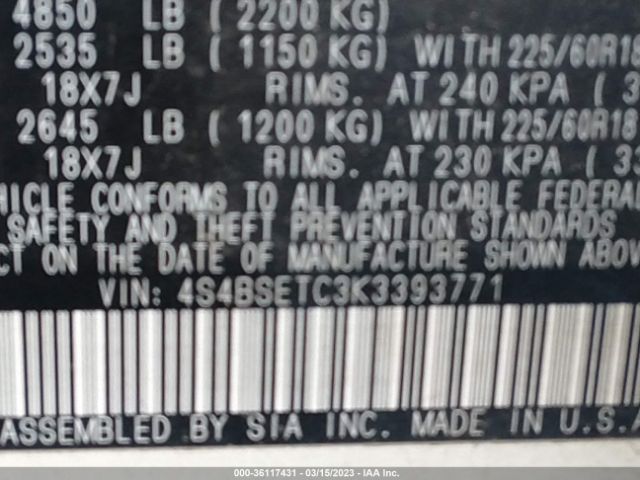 4850 LB ( 2200 KG)
2535 LB ( 1150 KG) WITH 225/60R18
18X7J RIMS. AT 240 KPA ( 3
2645 LB ( 1200 KG) WITH 225/60R18
18X7J RIMS. AT 230 KPA ( 33
HICLE CONFORMS TO ALL APPLICABLE FEDERA
SAFETY AND THEFT PREVENTION STANDARDS
CT ON THE DATE OF MANUFACTURE SHOWN ABOV
VIN: 4S4BSETC3K3393771
ASSEMBLED BY SIA INC. MADE IN U.S.A
000-36117431 - 03/15/2023 - IAA Inc.